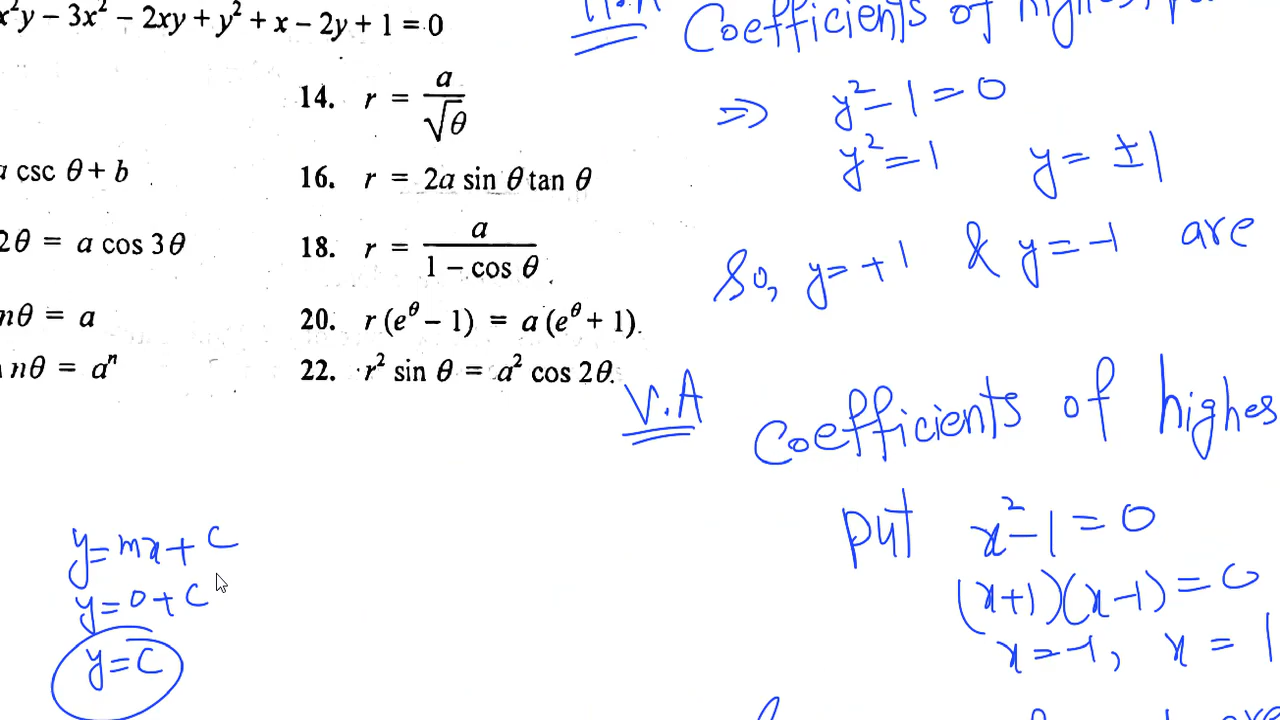 x²y − 3x² − 2xy + y² + x − 2y + 1 = 0
14. r = a/√θ
a csc θ + b
16. r = 2a sin θ tan θ
2θ = a cos 3θ
18. r = a/(1 − cos θ)
nθ = a
20. r(e^θ − 1) = a(e^θ + 1).
nθ = aⁿ
22. r² sin θ = a² cos 2θ.
y = mx + c
y = 0 + c
y = c
Coefficients of
⇒ y² − 1 = 0
y² = 1 y = ±1
So, y = +1 & y = −1 are
V.A Coefficients of highes
put x² − 1 = 0
(x+1)(x−1) = 0
x = −1, x = 1